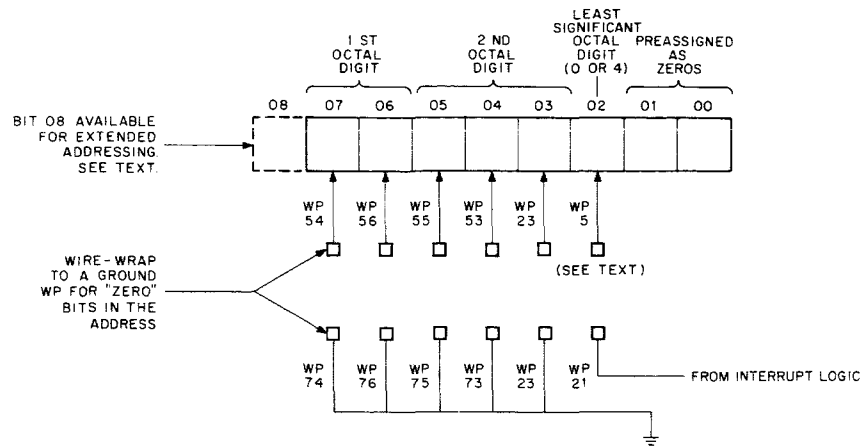 1 ST
OCTAL
DIGIT
2 ND
OCTAL
DIGIT
LEAST
SIGNIFICANT
OCTAL
DIGIT
(0 OR 4)
PREASSIGNED
AS
ZEROS
08 07 06 05 04 03 02 01 00
BIT 08 AVAILABLE
FOR EXTENDED
ADDRESSING.
SEE TEXT.
WP
54
WP
56
WP
55
WP
53
WP
23
WP
5
(SEE TEXT)
WIRE-WRAP
TO A GROUND
WP FOR "ZERO"
BITS IN THE
ADDRESS
WP
74
WP
76
WP
75
WP
73
WP
23
WP
21
FROM INTERRUPT LOGIC